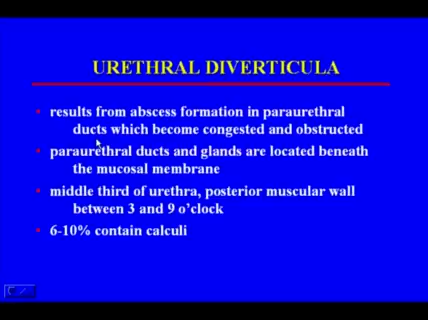 URETHRAL DIVERTICULA
results from abscess formation in paraurethral
ducts which become congested and obstructed
paraurethral ducts and glands are located beneath
the mucosal membrane
middle third of urethra, posterior muscular wall
between 3 and 9 o'clock
6-10% contain calculi